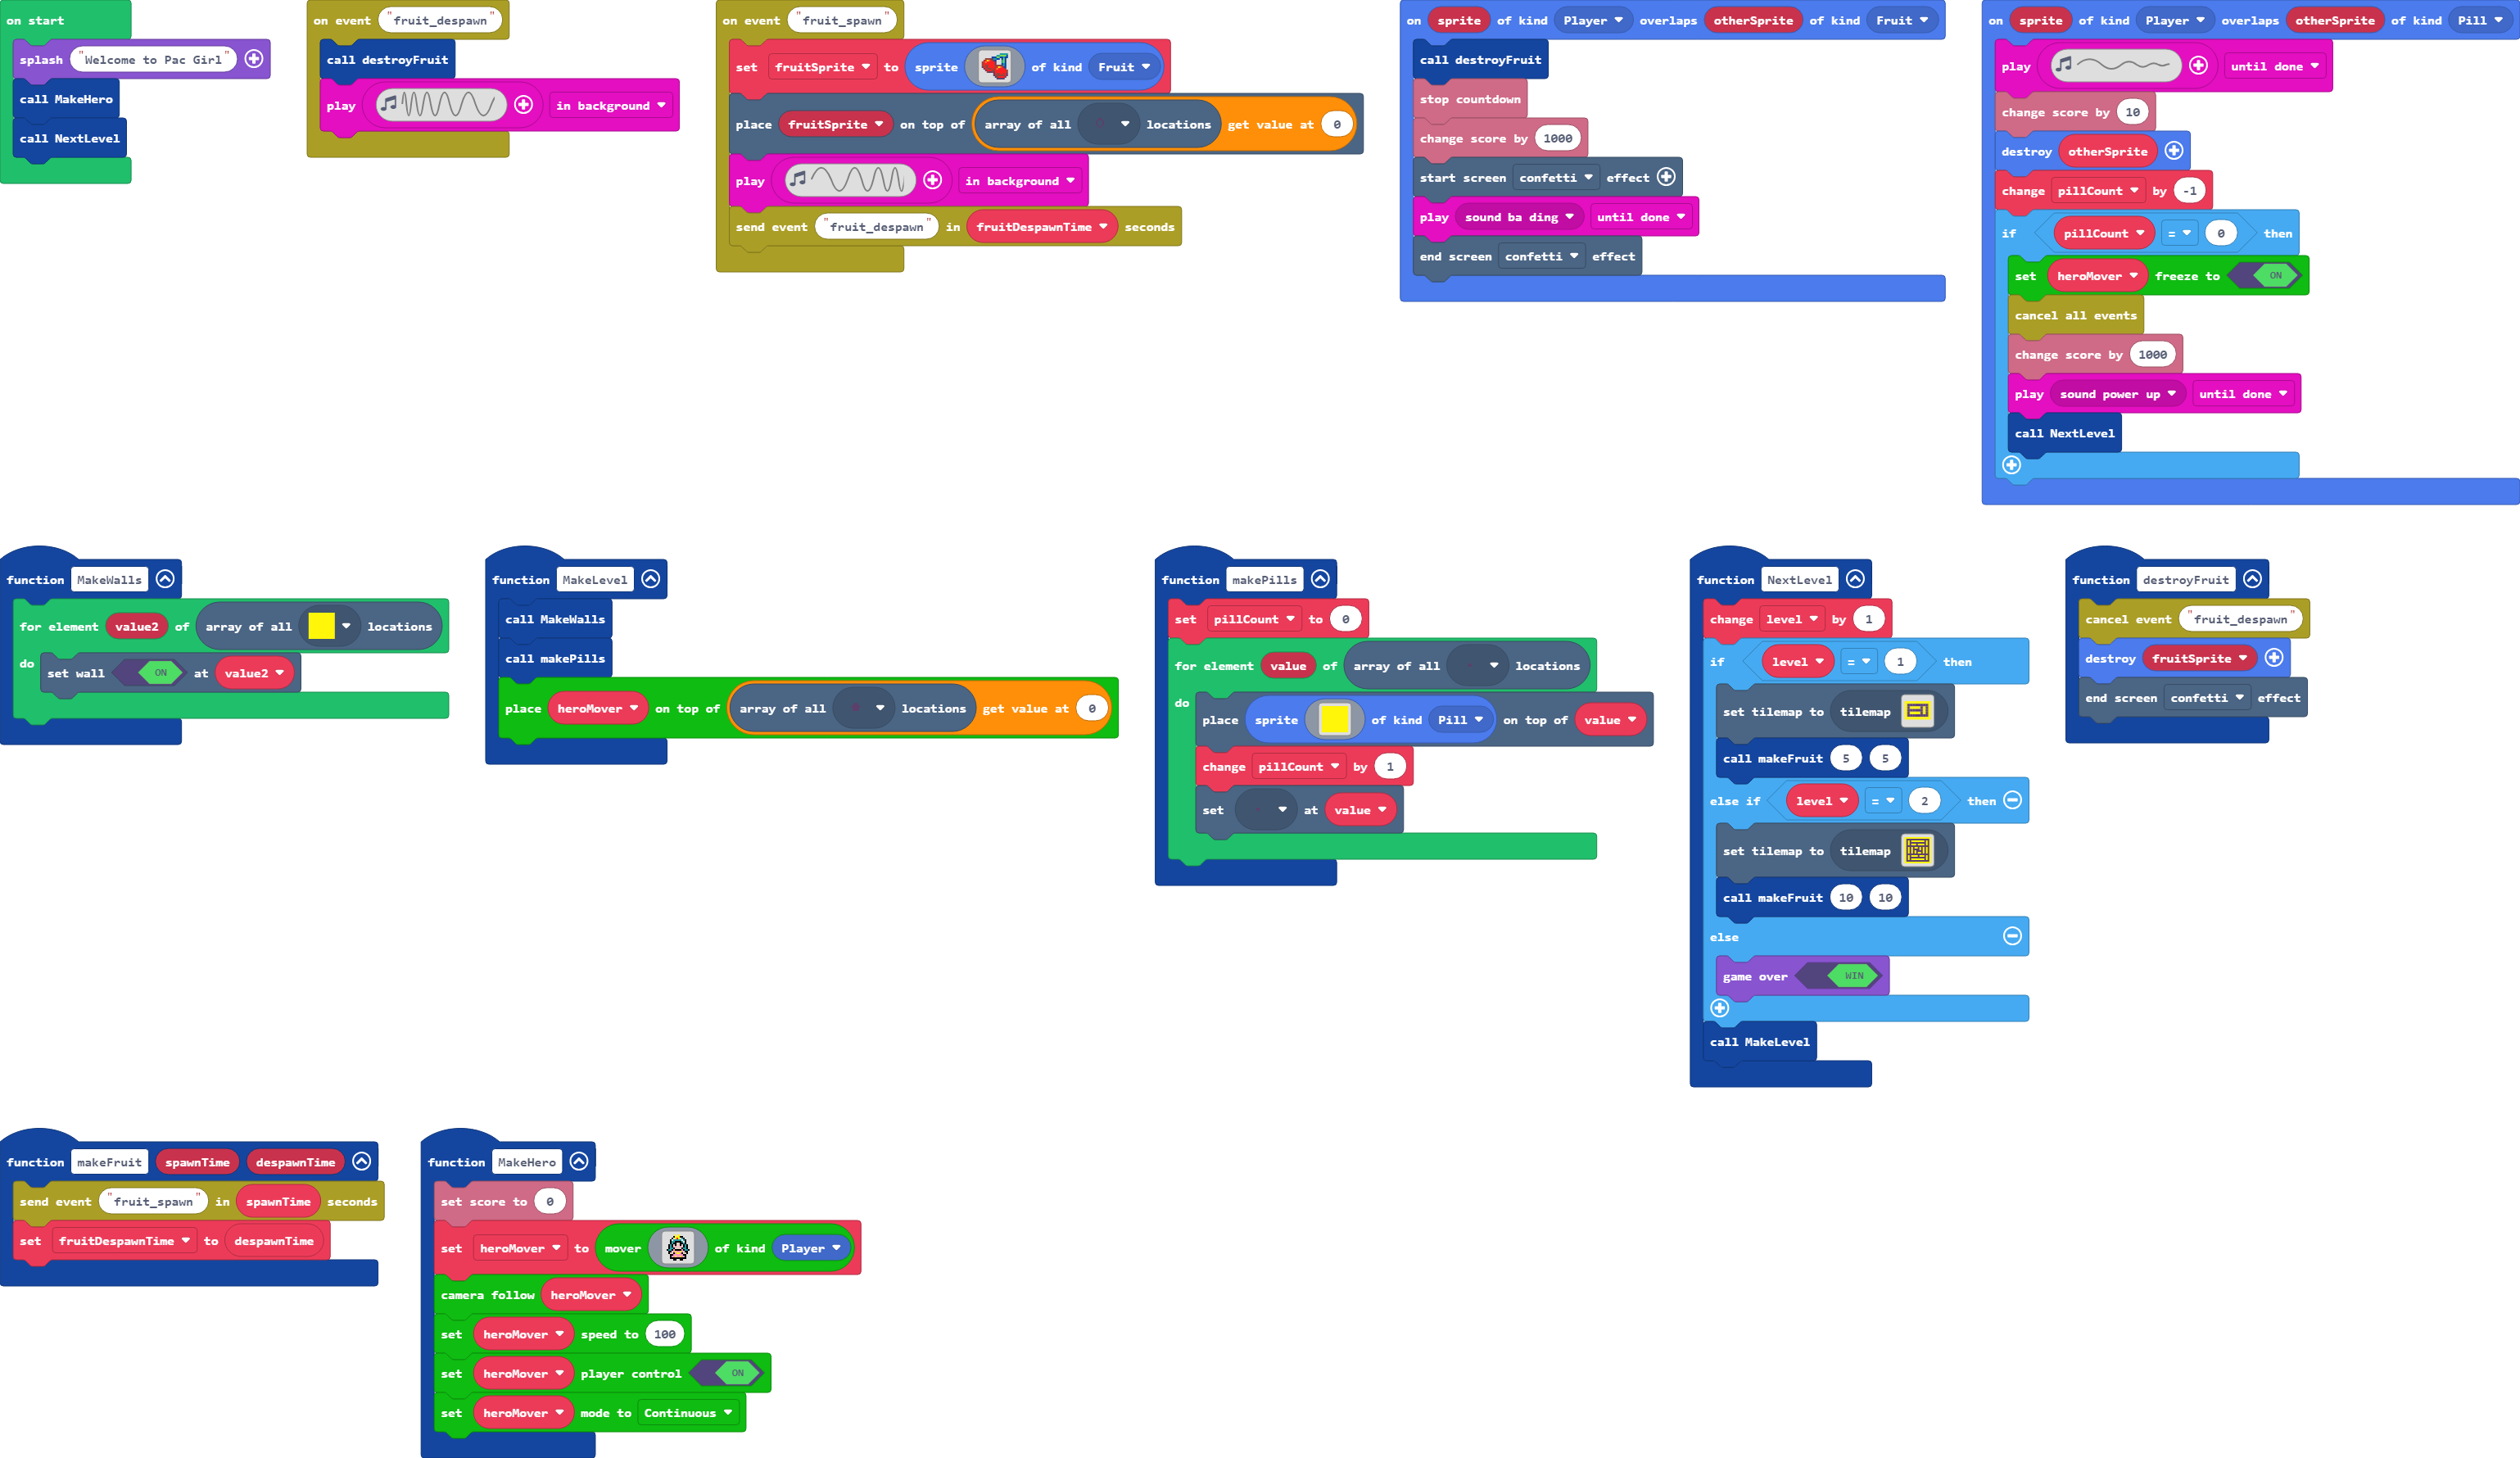 on start
splash "Welcome to Pac Girl"
call MakeHero
call NextLevel
on event "fruit_despawn"
call destroyFruit
play in background
on event "fruit_spawn"
set fruitSprite to sprite of kind Fruit
place fruitSprite on top of array of all locations get value at 0
play in background
send event "fruit_despawn" in fruitDespawnTime seconds
on sprite of kind Player overlaps otherSprite of kind Fruit
call destroyFruit
stop countdown
change score by 1000
start screen confetti effect
play sound ba ding until done
end screen confetti effect
on sprite of kind Player overlaps otherSprite of kind Pill
play until done
change score by 10
destroy otherSprite
change pillCount by -1
if pillCount = 0 then
set heroMover freeze to ON
cancel all events
change score by 1000
play sound power up until done
call NextLevel
function MakeWalls
for element value2 of array of all locations
do set wall ON at value2
function MakeLevel
call MakeWalls
call makePills
place heroMover on top of array of all locations get value at 0
function makePills
set pillCount to 0
for element value of array of all locations
do place sprite of kind Pill on top of value
change pillCount by 1
set at value
function NextLevel
change level by 1
if level = 1 then
set tilemap to tilemap
call makeFruit 5 5
else if level = 2 then
set tilemap to tilemap
call makeFruit 10 10
else
game over WIN
call MakeLevel
function destroyFruit
cancel event "fruit_despawn"
destroy fruitSprite
end screen confetti effect
function makeFruit spawnTime despawnTime
send event "fruit_spawn" in spawnTime seconds
set fruitDespawnTime to despawnTime
function MakeHero
set score to 0
set heroMover to mover of kind Player
camera follow heroMover
set heroMover speed to 100
set heroMover player control ON
set heroMover mode to Continuous